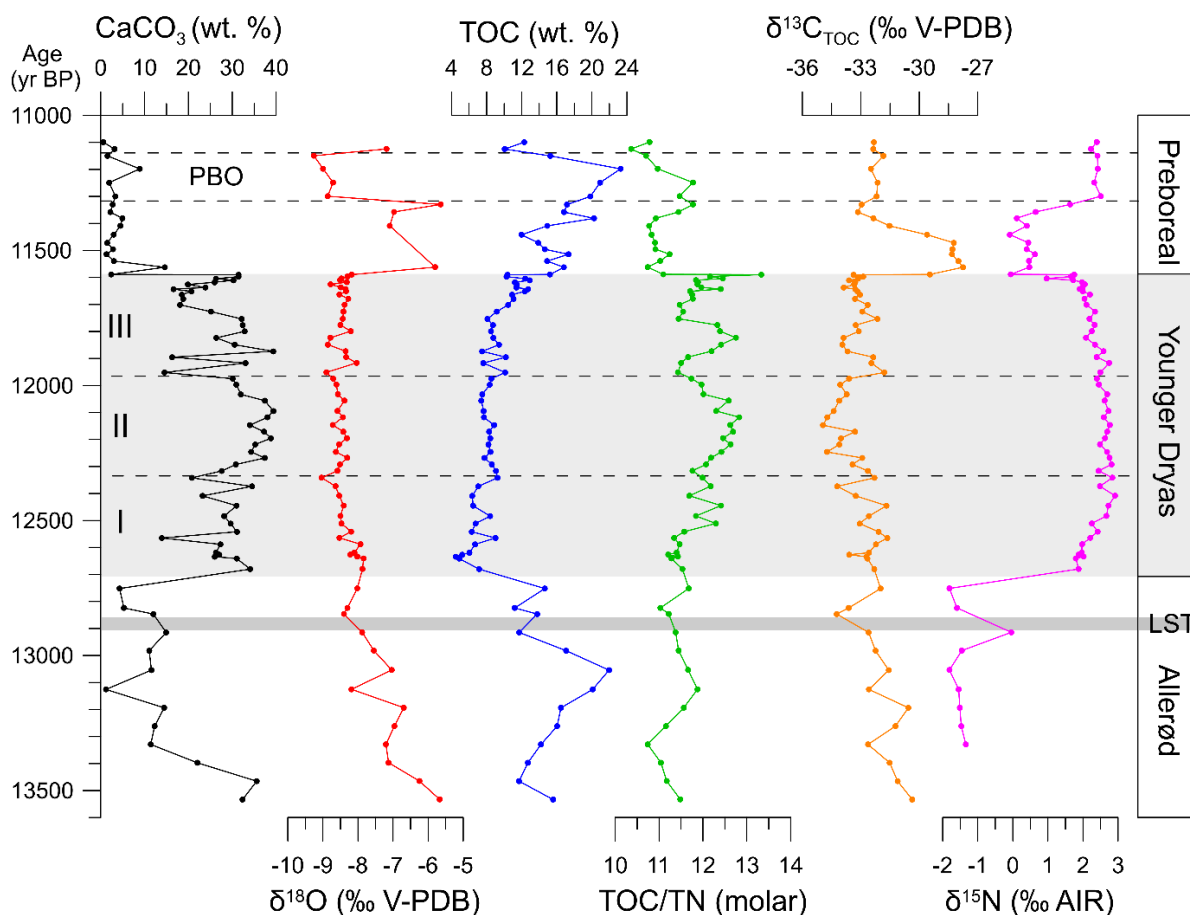 CaCO₃ (wt. %)
TOC (wt. %)
δ¹³C_TOC (‰ V-PDB)
Age
(yr BP)
0 10 20 30 40
4 8 12 16 20 24
-36 -33 -30 -27
11000
11500
12000
12500
13000
13500
PBO
III
II
I
Preboreal
Younger Dryas
LST
Allerød
-10 -9 -8 -7 -6 -5
10 11 12 13 14
-2 -1 0 1 2 3
δ¹⁸O (‰ V-PDB)
TOC/TN (molar)
δ¹⁵N (‰ AIR)